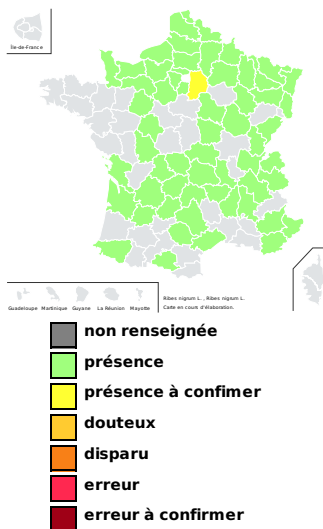 Île-de-France
Guadeloupe Martinique Guyane La Réunion Mayotte
Ribes nigrum L., Ribes nigrum L.
Carte en cours d'élaboration.
non renseignée
présence
présence à confimer
douteux
disparu
erreur
erreur à confirmer